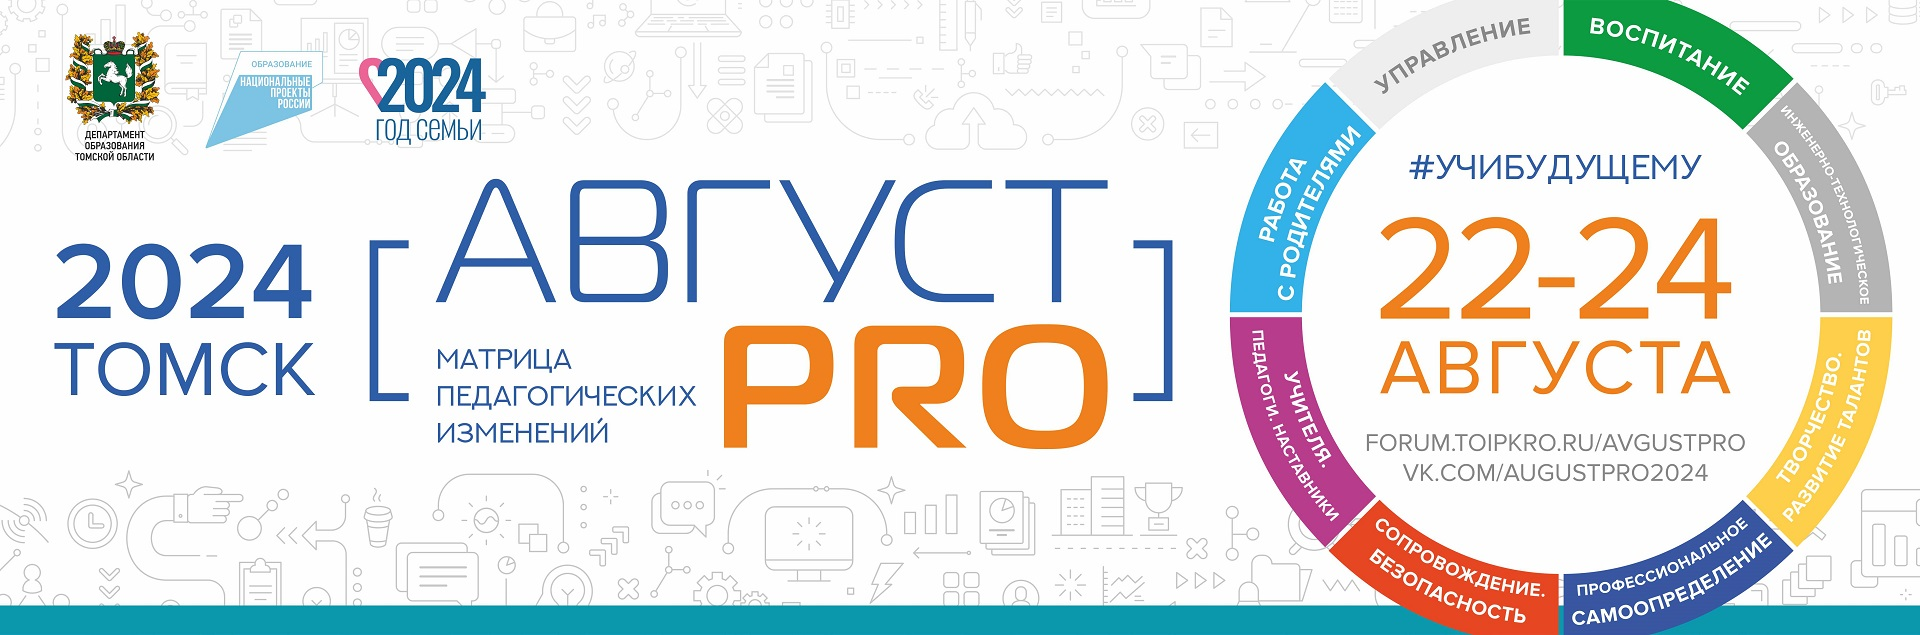 ДЕПАРТАМЕНТ
ОБРАЗОВАНИЯ
ТОМСКОЙ ОБЛАСТИ
ОБРАЗОВАНИЕ
НАЦИОНАЛЬНЫЕ
ПРОЕКТЫ
РОССИИ
2024
ГОД СЕМЬИ
2024
ТОМСК
АВГУСТ
PRO
МАТРИЦА
ПЕДАГОГИЧЕСКИХ
ИЗМЕНЕНИЙ
#УЧИБУДУЩЕМУ
22-24
АВГУСТА
FORUM.TOIPKRO.RU/AVGUSTPRO
VK.COM/AUGUSTPRO2024
УПРАВЛЕНИЕ
ВОСПИТАНИЕ
ИНЖЕНЕРНО-ТЕХНОЛОГИЧЕСКОЕ
ОБРАЗОВАНИЕ
ТВОРЧЕСТВО.
РАЗВИТИЕ ТАЛАНТОВ
ПРОФЕССИОНАЛЬНОЕ
САМООПРЕДЕЛЕНИЕ
СОПРОВОЖДЕНИЕ.
БЕЗОПАСНОСТЬ
УЧИТЕЛЯ.
ПЕДАГОГИ. НАСТАВНИКИ
РАБОТА
С РОДИТЕЛЯМИ